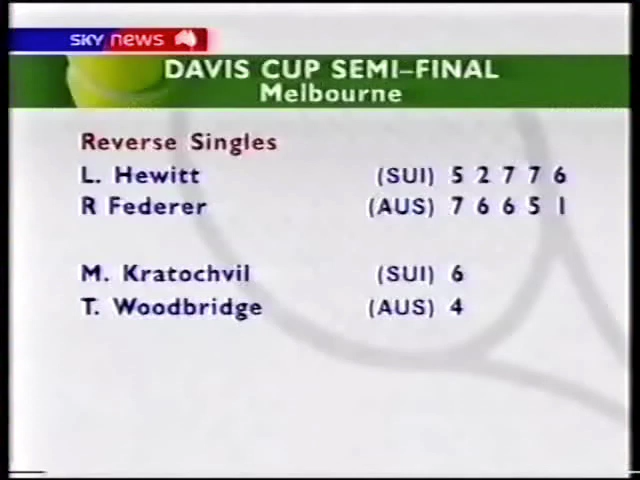 sky news
DAVIS CUP SEMI-FINAL
Melbourne
Reverse Singles
L. Hewitt (SUI) 5 2 7 7 6
R Federer (AUS) 7 6 6 5 1
M. Kratochvil (SUI) 6
T. Woodbridge (AUS) 4